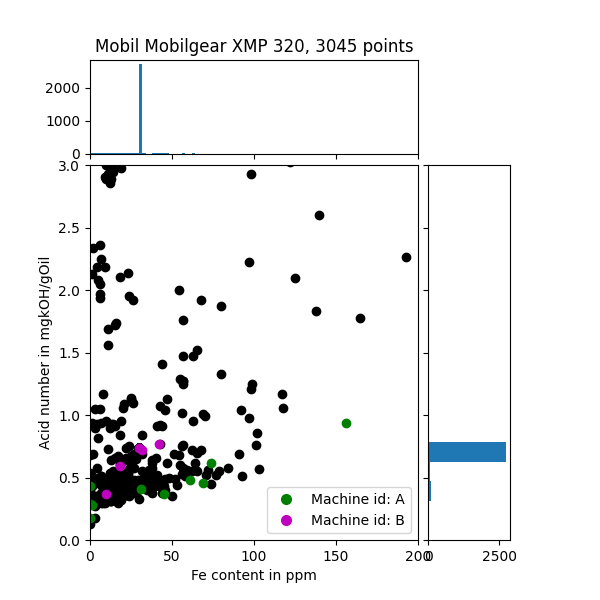 Mobil Mobilgear XMP 320, 3045 points
2000
1000
0
3.0
2.5
2.0
1.5
1.0
0.5
0.0
Acid number in mgkOH/gOil
Machine id: A
Machine id: B
0 50 100 150 200 0 2500
Fe content in ppm